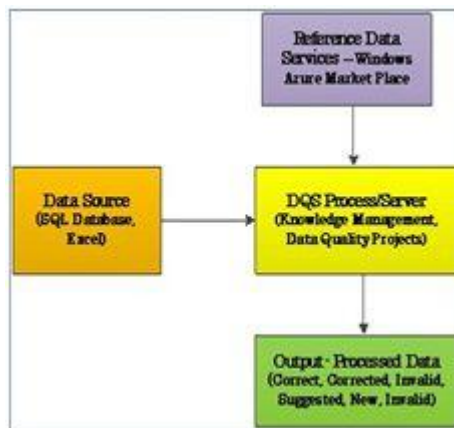 Reference Data
Services – Windows
Azure Market Place
Data Source
(SQL Database,
Excel)
DQS Process/Server
(Knowledge Management,
Data Quality Projects)
Output - Processed Data
(Correct, Corrected, Invalid,
Suggested, New, Invalid)